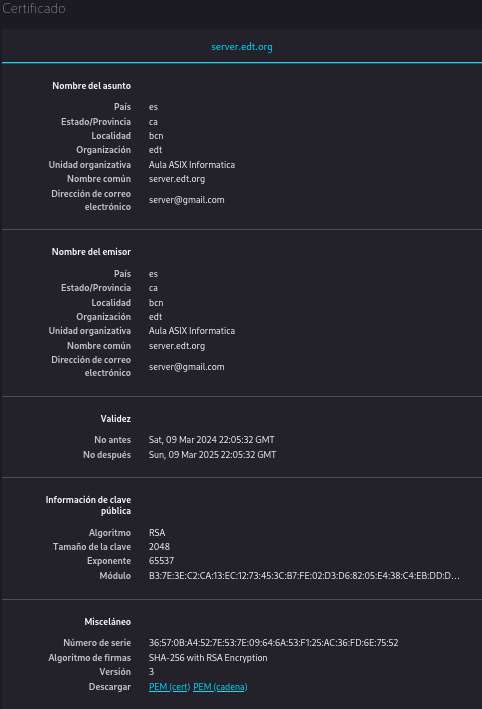 Certificado
server.edt.org
Nombre del asunto
País es
Estado/Provincia ca
Localidad bcn
Organización edt
Unidad organizativa Aula ASIX Informatica
Nombre común server.edt.org
Dirección de correo
electrónico server@gmail.com
Nombre del emisor
País es
Estado/Provincia ca
Localidad bcn
Organización edt
Unidad organizativa Aula ASIX Informatica
Nombre común server.edt.org
Dirección de correo
electrónico server@gmail.com
Validez
No antes Sat, 09 Mar 2024 22:05:32 GMT
No después Sun, 09 Mar 2025 22:05:32 GMT
Información de clave
pública
Algoritmo RSA
Tamaño de la clave 2048
Exponente 65537
Módulo B3:7E:3E:C2:CA:13:EC:12:73:45:3C:B7:FE:02:D3:D6:82:05:E4:38:C4:EB:DD:D…
Misceláneo
Número de serie 36:57:0B:A4:52:7E:53:7E:09:64:6A:53:F1:25:AC:36:FD:6E:75:52
Algoritmo de firmas SHA-256 with RSA Encryption
Versión 3
Descargar PEM (cert) PEM (cadena)